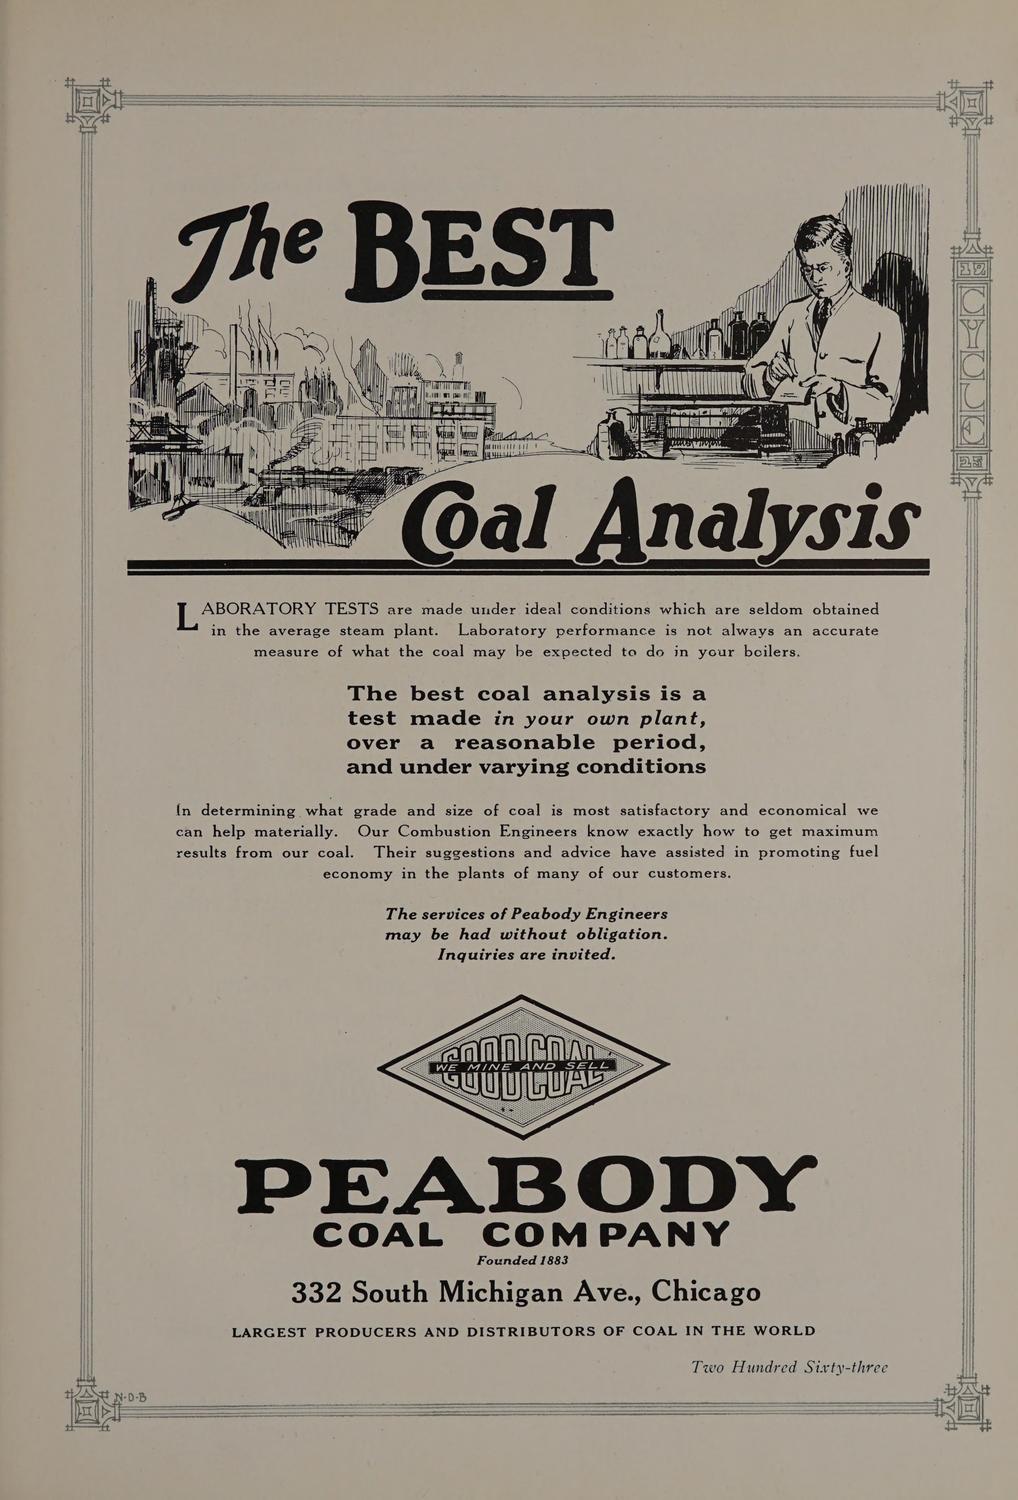 The BEST
Coal Analysis
19
CYCLE
25
LABORATORY TESTS are made under ideal conditions which are seldom obtained
in the average steam plant. Laboratory performance is not always an accurate
measure of what the coal may be expected to do in your boilers.
The best coal analysis is a
test made in your own plant,
over a reasonable period,
and under varying conditions
In determining what grade and size of coal is most satisfactory and economical we
can help materially. Our Combustion Engineers know exactly how to get maximum
results from our coal. Their suggestions and advice have assisted in promoting fuel
economy in the plants of many of our customers.
The services of Peabody Engineers
may be had without obligation.
Inquiries are invited.
GOOD COAL
WE MINE AND SELL
PEABODY
COAL COMPANY
Founded 1883
332 South Michigan Ave., Chicago
LARGEST PRODUCERS AND DISTRIBUTORS OF COAL IN THE WORLD
Two Hundred Sixty-three
N·D·B